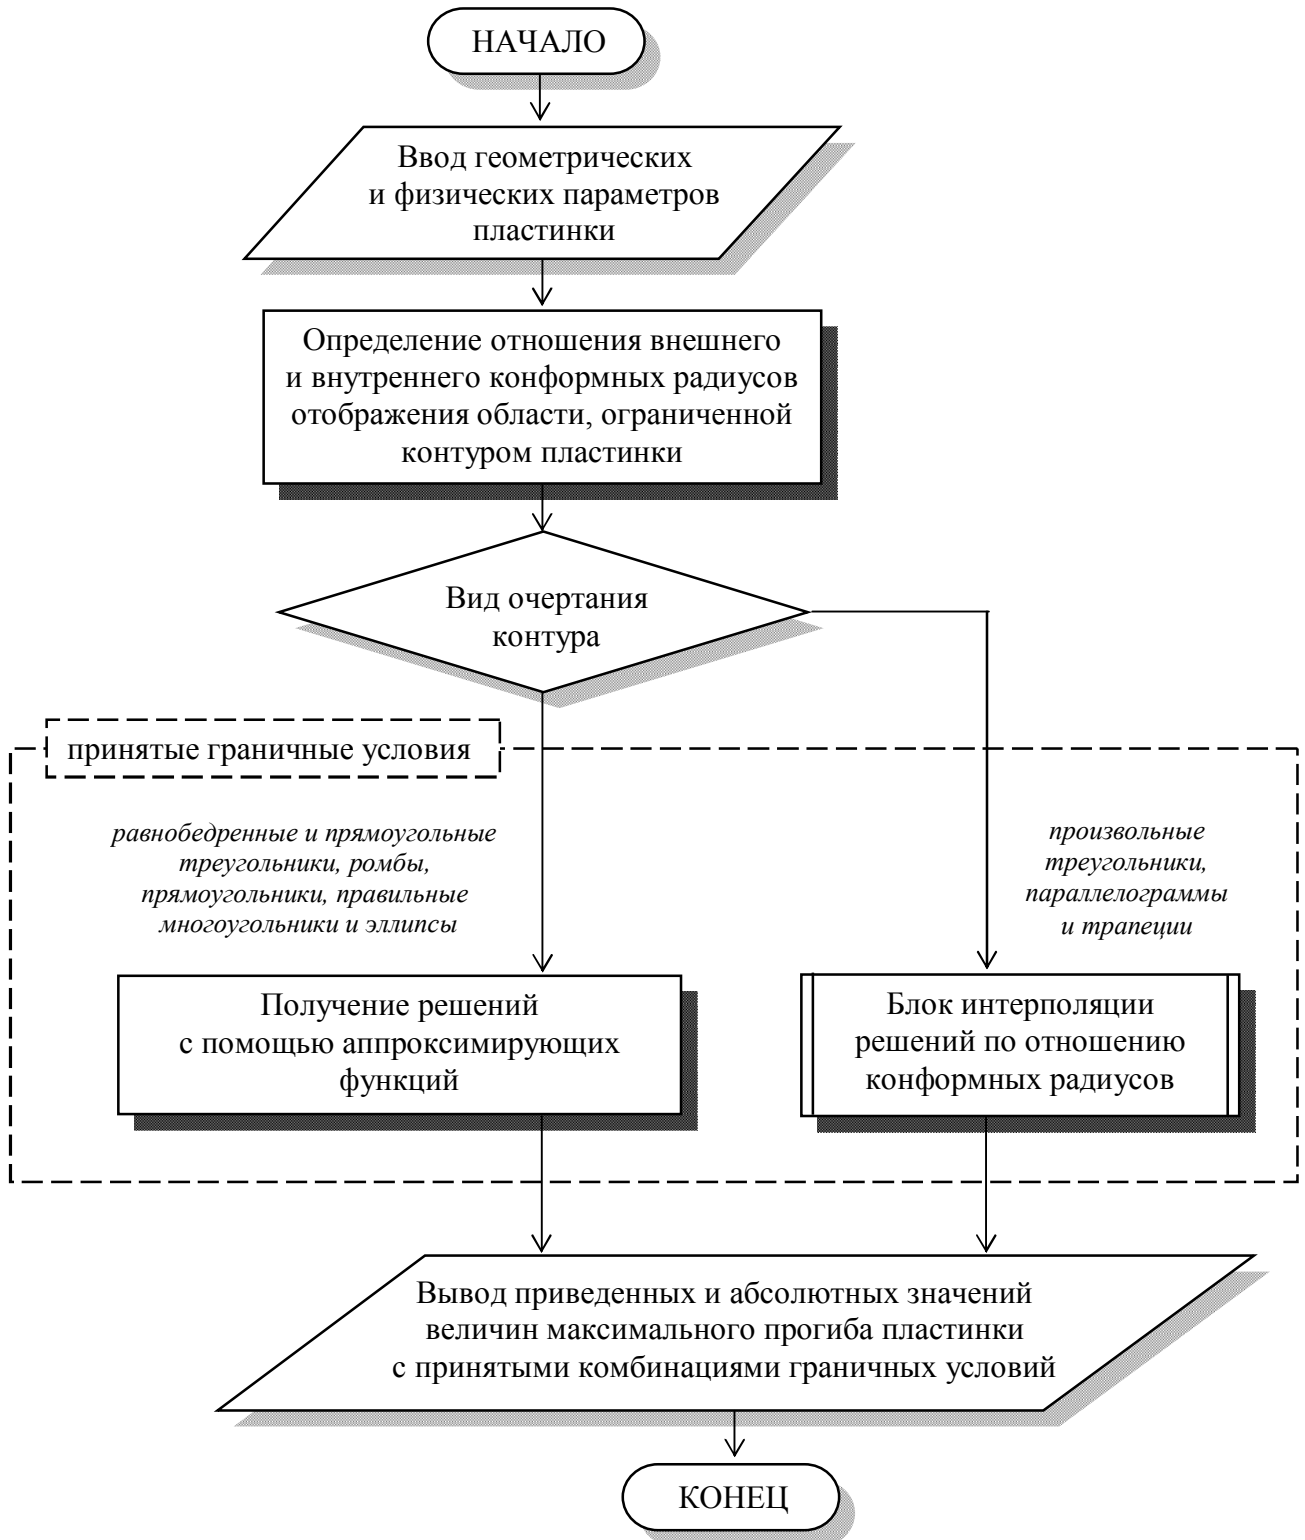 НАЧАЛО
Ввод геометрических
и физических параметров
пластинки
Определение отношения внешнего
и внутреннего конформных радиусов
отображения области, ограниченной
контуром пластинки
Вид очертания
контура
принятые граничные условия
равнобедренные и прямоугольные
треугольники, ромбы,
прямоугольники, правильные
многоугольники и эллипсы
произвольные
треугольники,
параллелограммы
и трапеции
Получение решений
с помощью аппроксимирующих
функций
Блок интерполяции
решений по отношению
конформных радиусов
Вывод приведенных и абсолютных значений
величин максимального прогиба пластинки
с принятыми комбинациями граничных условий
КОНЕЦ